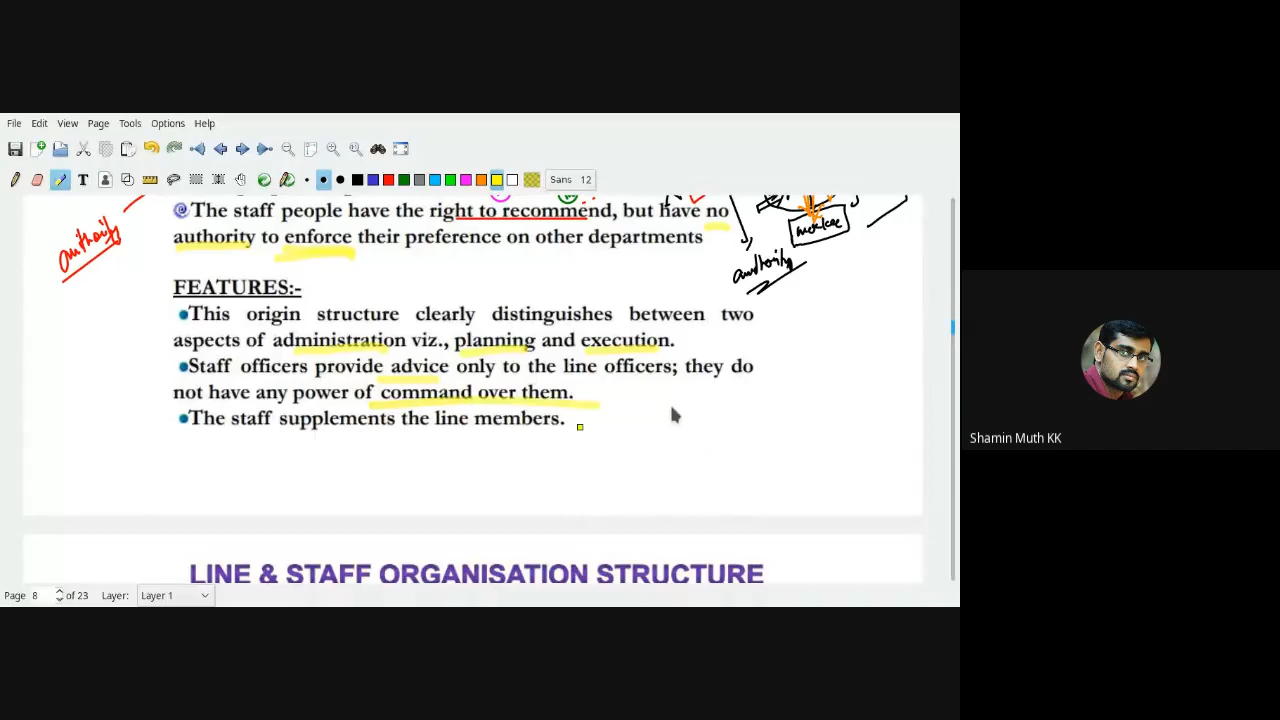 File Edit View Page Tools Options Help
Sans 12
The staff people have the right to recommend, but have no
authority to enforce their preference on other departments
authority
worker
authority
FEATURES:-
This origin structure clearly distinguishes between two
aspects of administration viz., planning and execution.
Staff officers provide advice only to the line officers; they do
not have any power of command over them.
The staff supplements the line members.
LINE & STAFF ORGANISATION STRUCTURE
Page 8 of 23 Layer: Layer 1
Shamin Muth KK